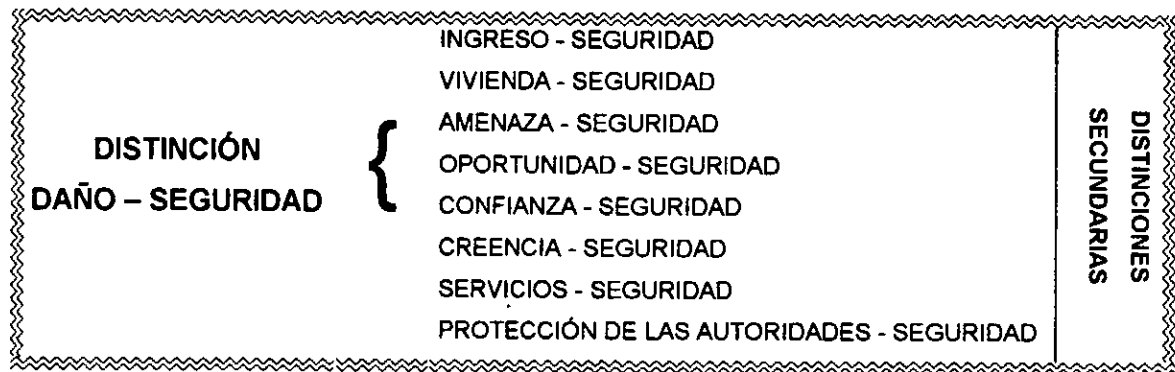 DISTINCIÓN
DAÑO – SEGURIDAD
{
INGRESO - SEGURIDAD
VIVIENDA - SEGURIDAD
AMENAZA - SEGURIDAD
OPORTUNIDAD - SEGURIDAD
CONFIANZA - SEGURIDAD
CREENCIA - SEGURIDAD
SERVICIOS - SEGURIDAD
PROTECCIÓN DE LAS AUTORIDADES - SEGURIDAD
DISTINCIONES
SECUNDARIAS